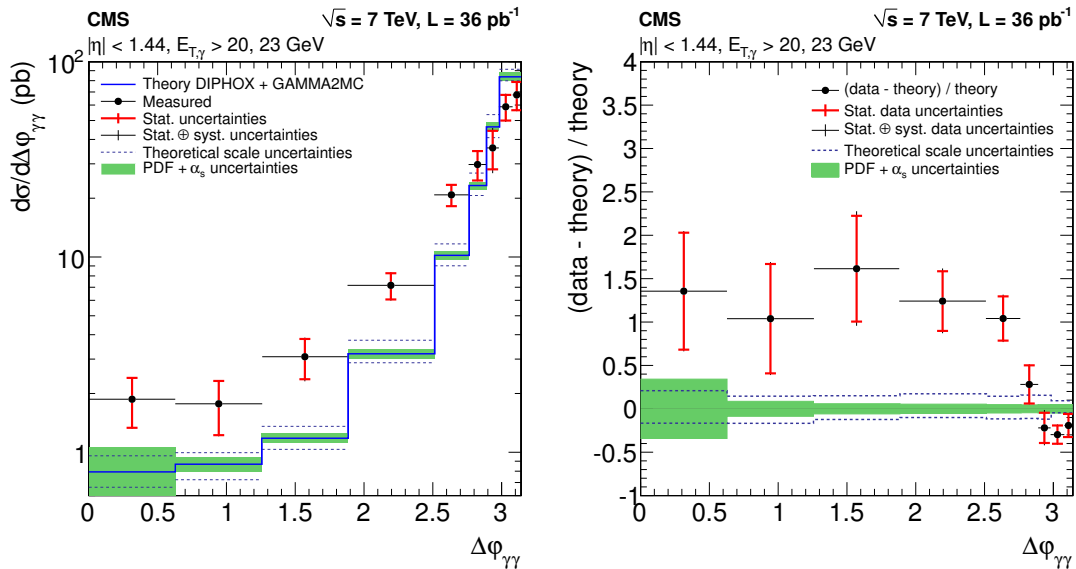 CMS
√s = 7 TeV, L = 36 pb⁻¹
|η| < 1.44, E_T,γ > 20, 23 GeV
dσ/dΔφ_γγ (pb)
10²
10
1
Theory DIPHOX + GAMMA2MC
Measured
Stat. uncertainties
Stat. ⊕ syst. uncertainties
Theoretical scale uncertainties
PDF + α_s uncertainties
0 0.5 1 1.5 2 2.5 3
Δφ_γγ
CMS
√s = 7 TeV, L = 36 pb⁻¹
|η| < 1.44, E_T,γ > 20, 23 GeV
(data - theory) / theory
4
3.5
3
2.5
2
1.5
1
0.5
0
-0.5
-1
(data - theory) / theory
Stat. data uncertainties
Stat. ⊕ syst. data uncertainties
Theoretical scale uncertainties
PDF + α_s uncertainties
0 0.5 1 1.5 2 2.5 3
Δφ_γγ